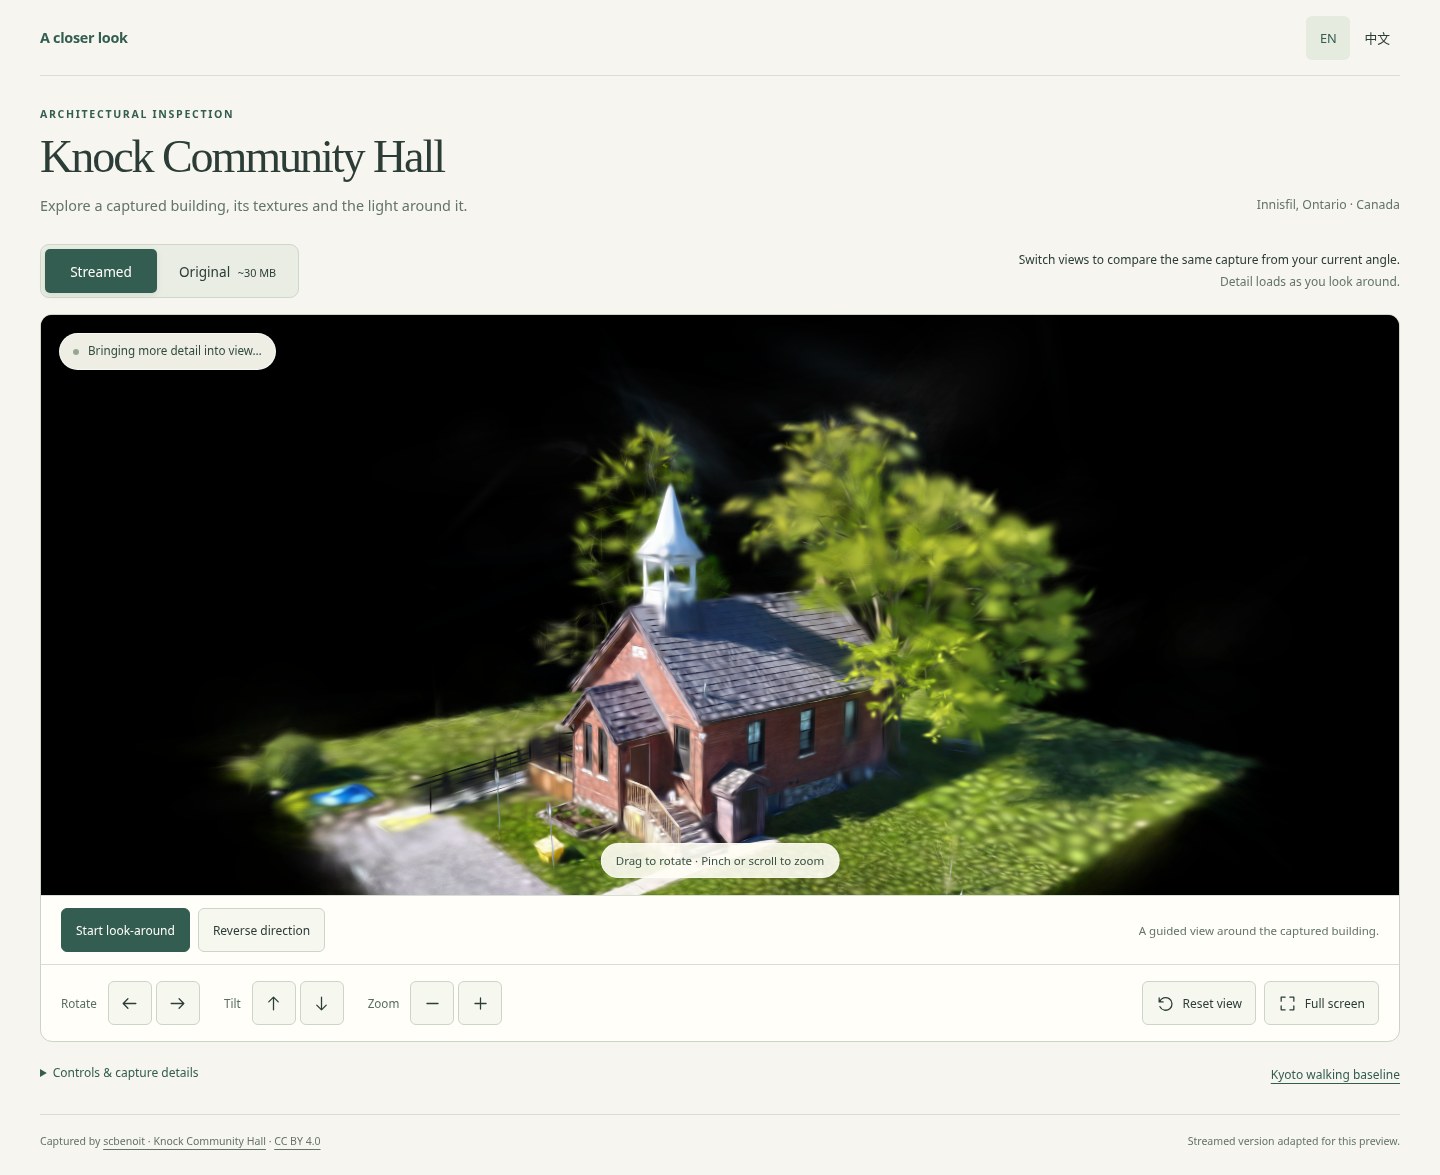 A closer look
EN 中文
ARCHITECTURAL INSPECTION
Knock Community Hall
Explore a captured building, its textures and the light around it.
Innisfil, Ontario · Canada
Streamed
Original ~30 MB
Switch views to compare the same capture from your current angle.
Detail loads as you look around.
Bringing more detail into view…
Drag to rotate · Pinch or scroll to zoom
Start look-around
Reverse direction
A guided view around the captured building.
Rotate
Tilt
Zoom
Reset view
Full screen
Controls & capture details
Kyoto walking baseline
Captured by scbenoit · Knock Community Hall · CC BY 4.0
Streamed version adapted for this preview.